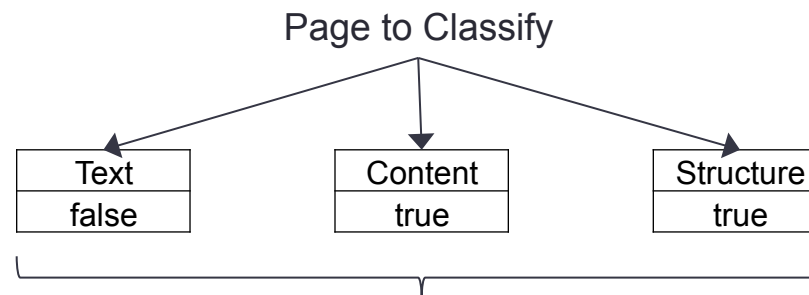 Page to Classify
Text
Content
Structure
false
true
true